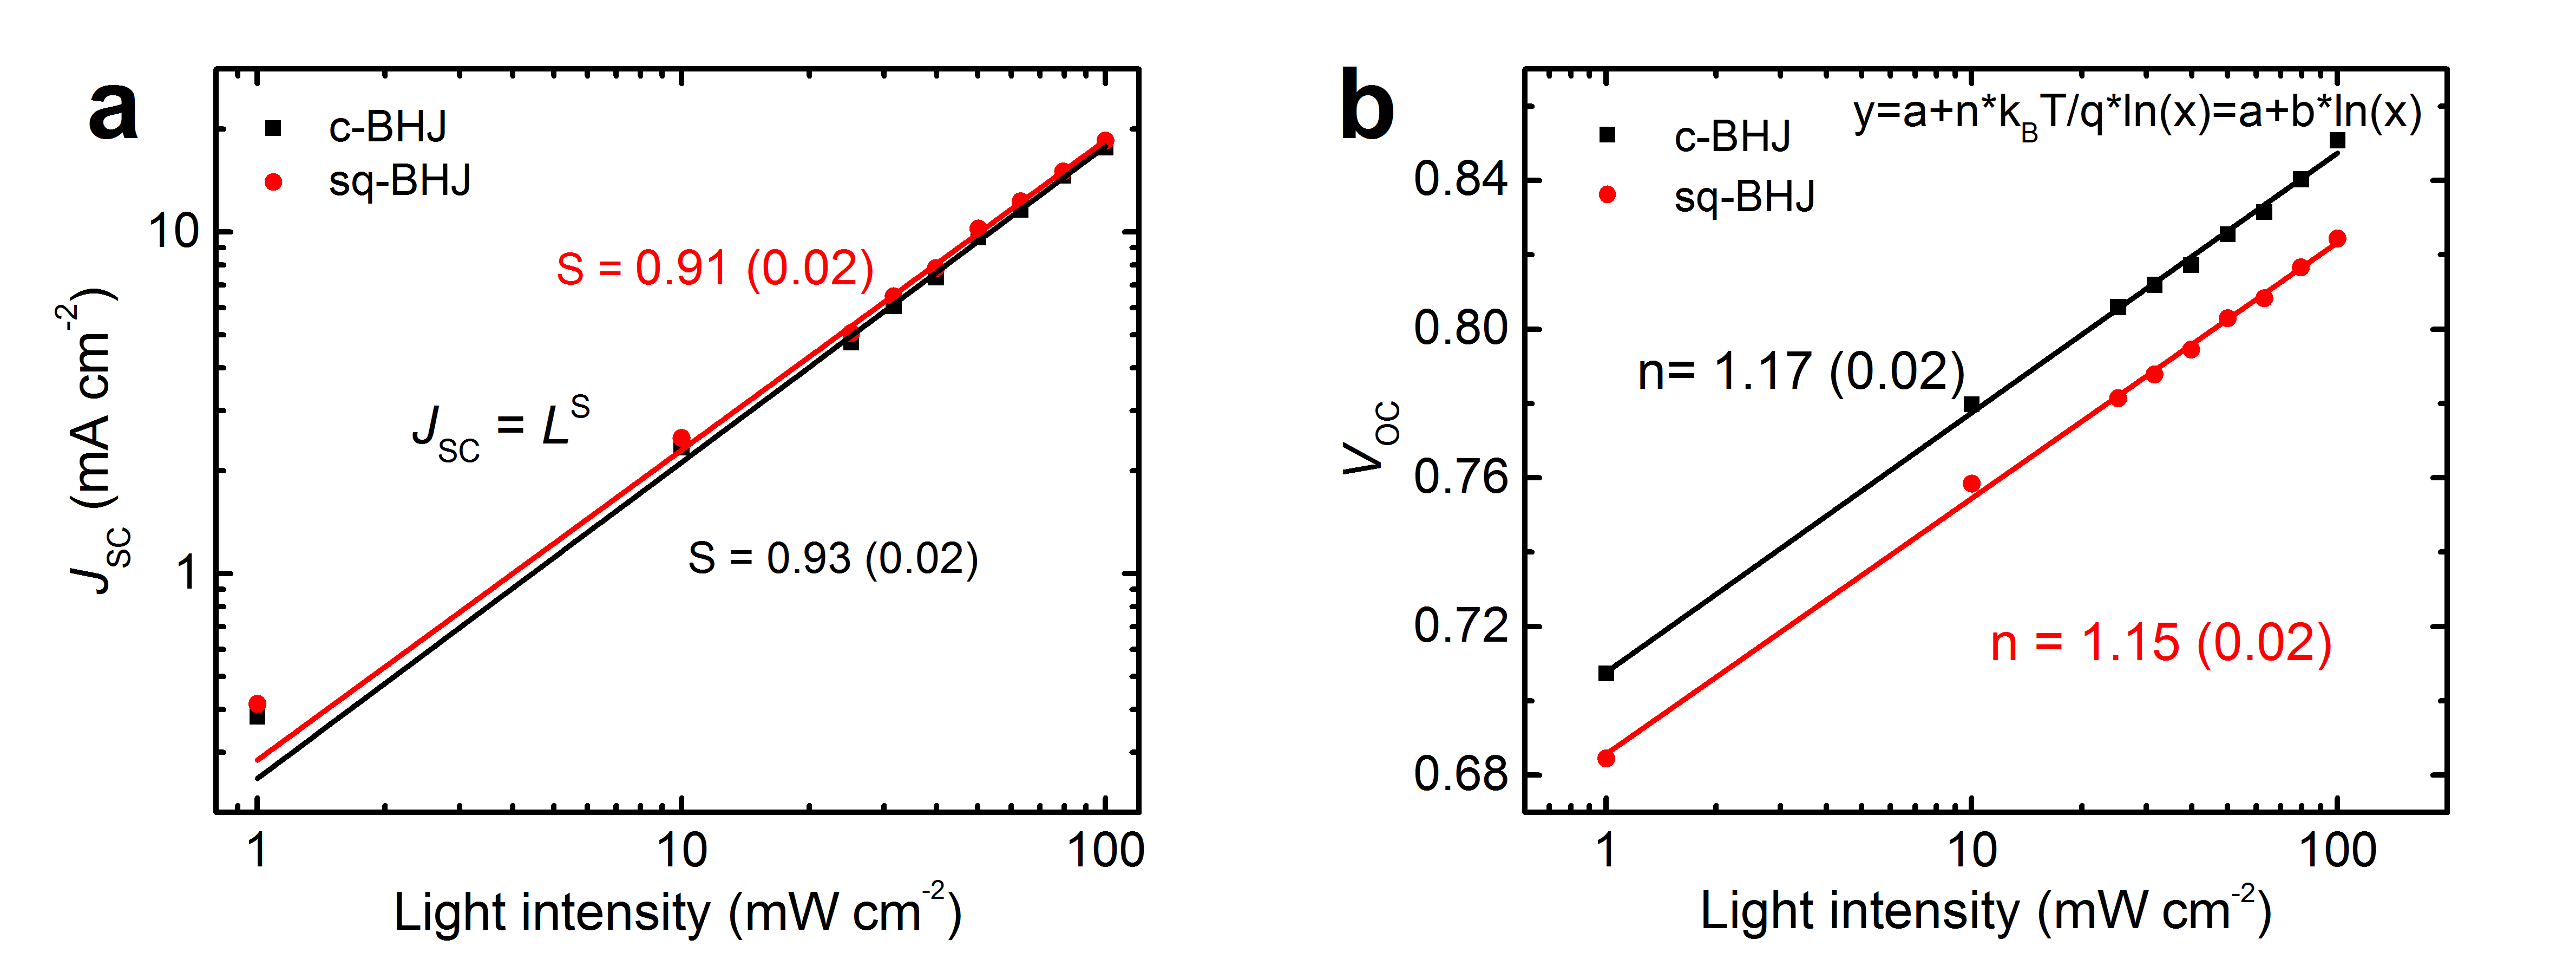 a
c-BHJ
sq-BHJ
10
1
S = 0.91 (0.02)
J_SC = L^S
S = 0.93 (0.02)
J_SC (mA cm^-2)
1 10 100
Light intensity (mW cm^-2)
b
y=a+n*k_BT/q*ln(x)=a+b*ln(x)
c-BHJ
sq-BHJ
0.84
0.80
0.76
0.72
0.68
n= 1.17 (0.02)
n = 1.15 (0.02)
V_OC
1 10 100
Light intensity (mW cm^-2)